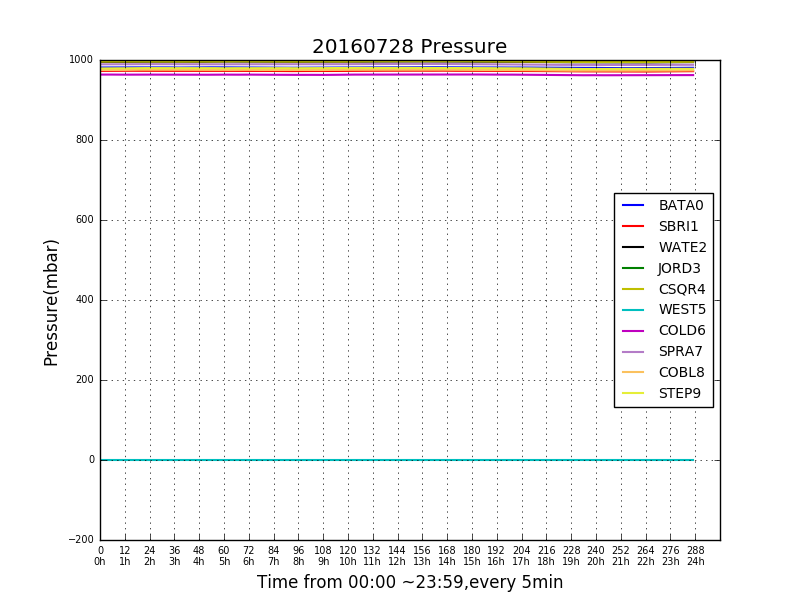 20160728 Pressure
Pressure(mbar)
1000
800
600
400
200
0
−200
BATA0
SBRI1
WATE2
JORD3
CSQR4
WEST5
COLD6
SPRA7
COBL8
STEP9
0 12 24 36 48 60 72 84 96 108 120 132 144 156 168 180 192 204 216 228 240 252 264 276 288
0h 1h 2h 3h 4h 5h 6h 7h 8h 9h 10h 11h 12h 13h 14h 15h 16h 17h 18h 19h 20h 21h 22h 23h 24h
Time from 00:00 ~23:59,every 5min